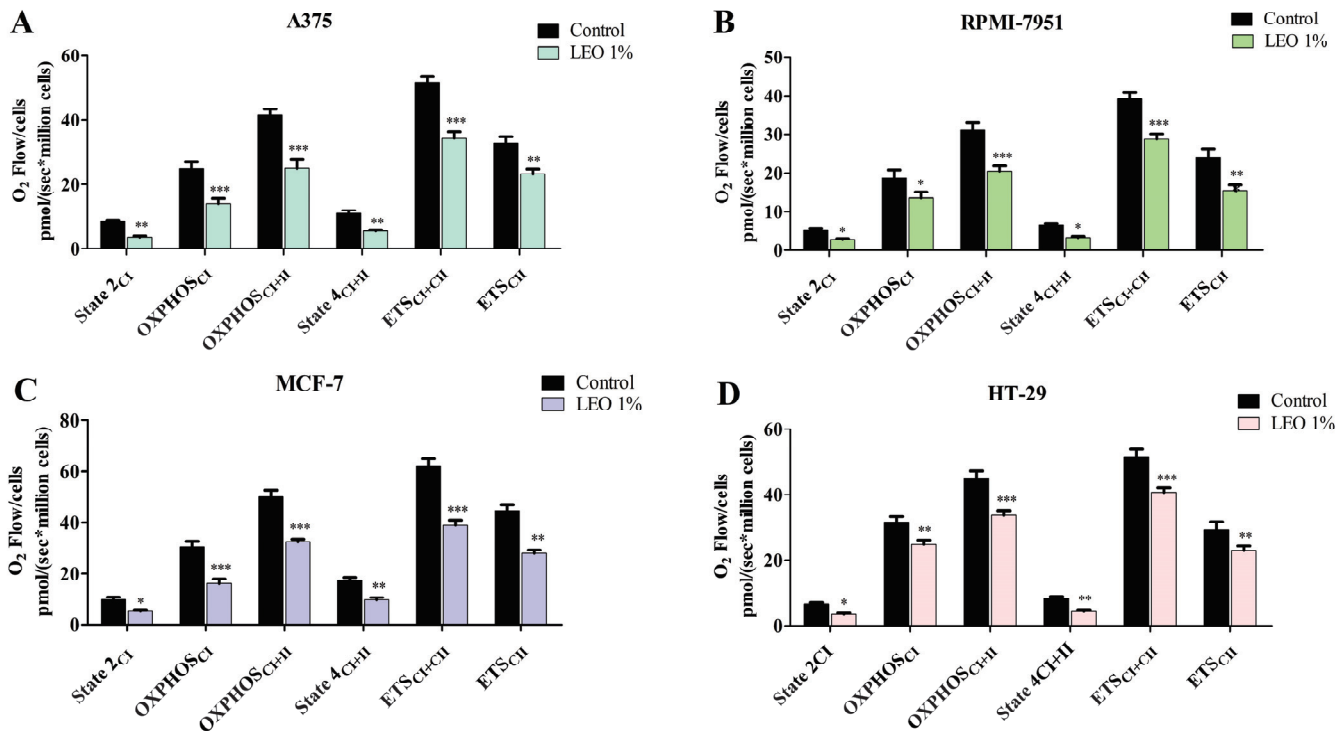 A
A375
Control
LEO 1%
O₂ Flow/cells
pmol/(sec*million cells)
60
40
20
0
** *** *** ** *** **
State 2CI
OXPHOSCI
OXPHOSCI+II
State 4CI+II
ETSCI+CII
ETSCII
B
RPMI-7951
Control
LEO 1%
O₂ Flow/cells
pmol/(sec*million cells)
50
40
30
20
10
0
* * *** * *** **
State 2CI
OXPHOSCI
OXPHOSCI+II
State 4CI+II
ETSCI+CII
ETSCII
C
MCF-7
Control
LEO 1%
O₂ Flow/cells
pmol/(sec*million cells)
80
60
40
20
0
* *** *** ** *** **
State 2CI
OXPHOSCI
OXPHOSCI+II
State 4CI+II
ETSCI+CII
ETSCII
D
HT-29
Control
LEO 1%
O₂ Flow/cells
pmol/(sec*million cells)
60
40
20
0
* ** *** ** *** **
State 2CI
OXPHOSCI
OXPHOSCI+II
State 4CI+II
ETSCI+CII
ETSCII